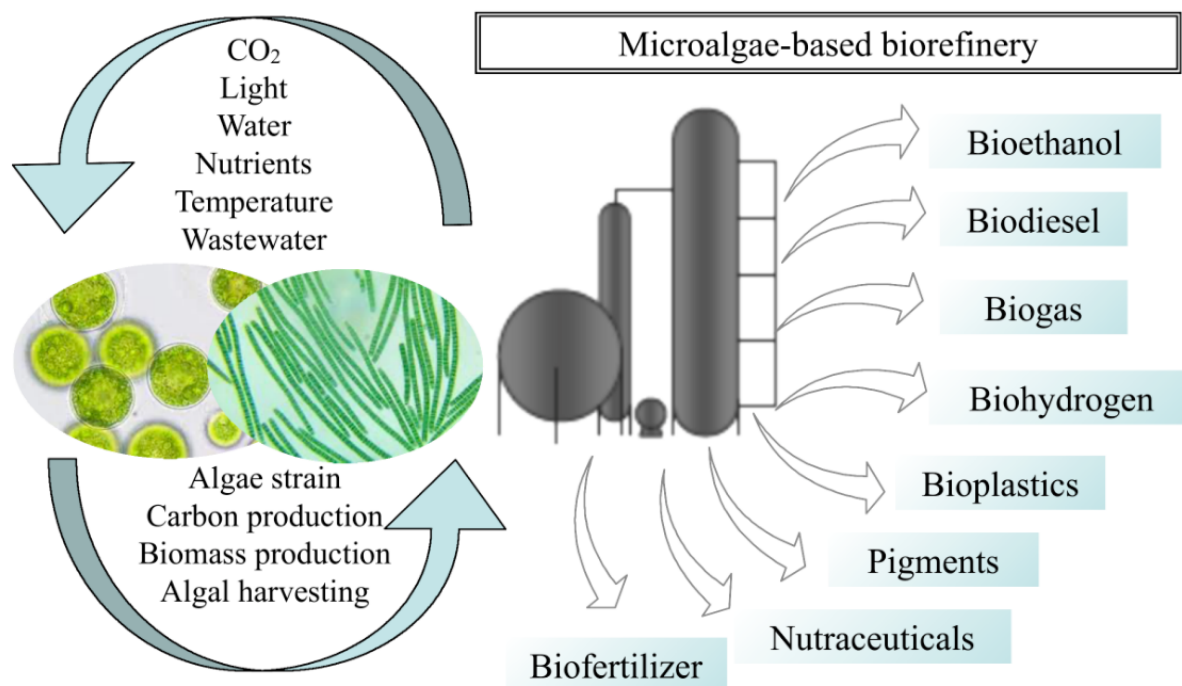 CO₂
Light
Water
Nutrients
Temperature
Wastewater
Algae strain
Carbon production
Biomass production
Algal harvesting
Microalgae-based biorefinery
Bioethanol
Biodiesel
Biogas
Biohydrogen
Bioplastics
Pigments
Nutraceuticals
Biofertilizer